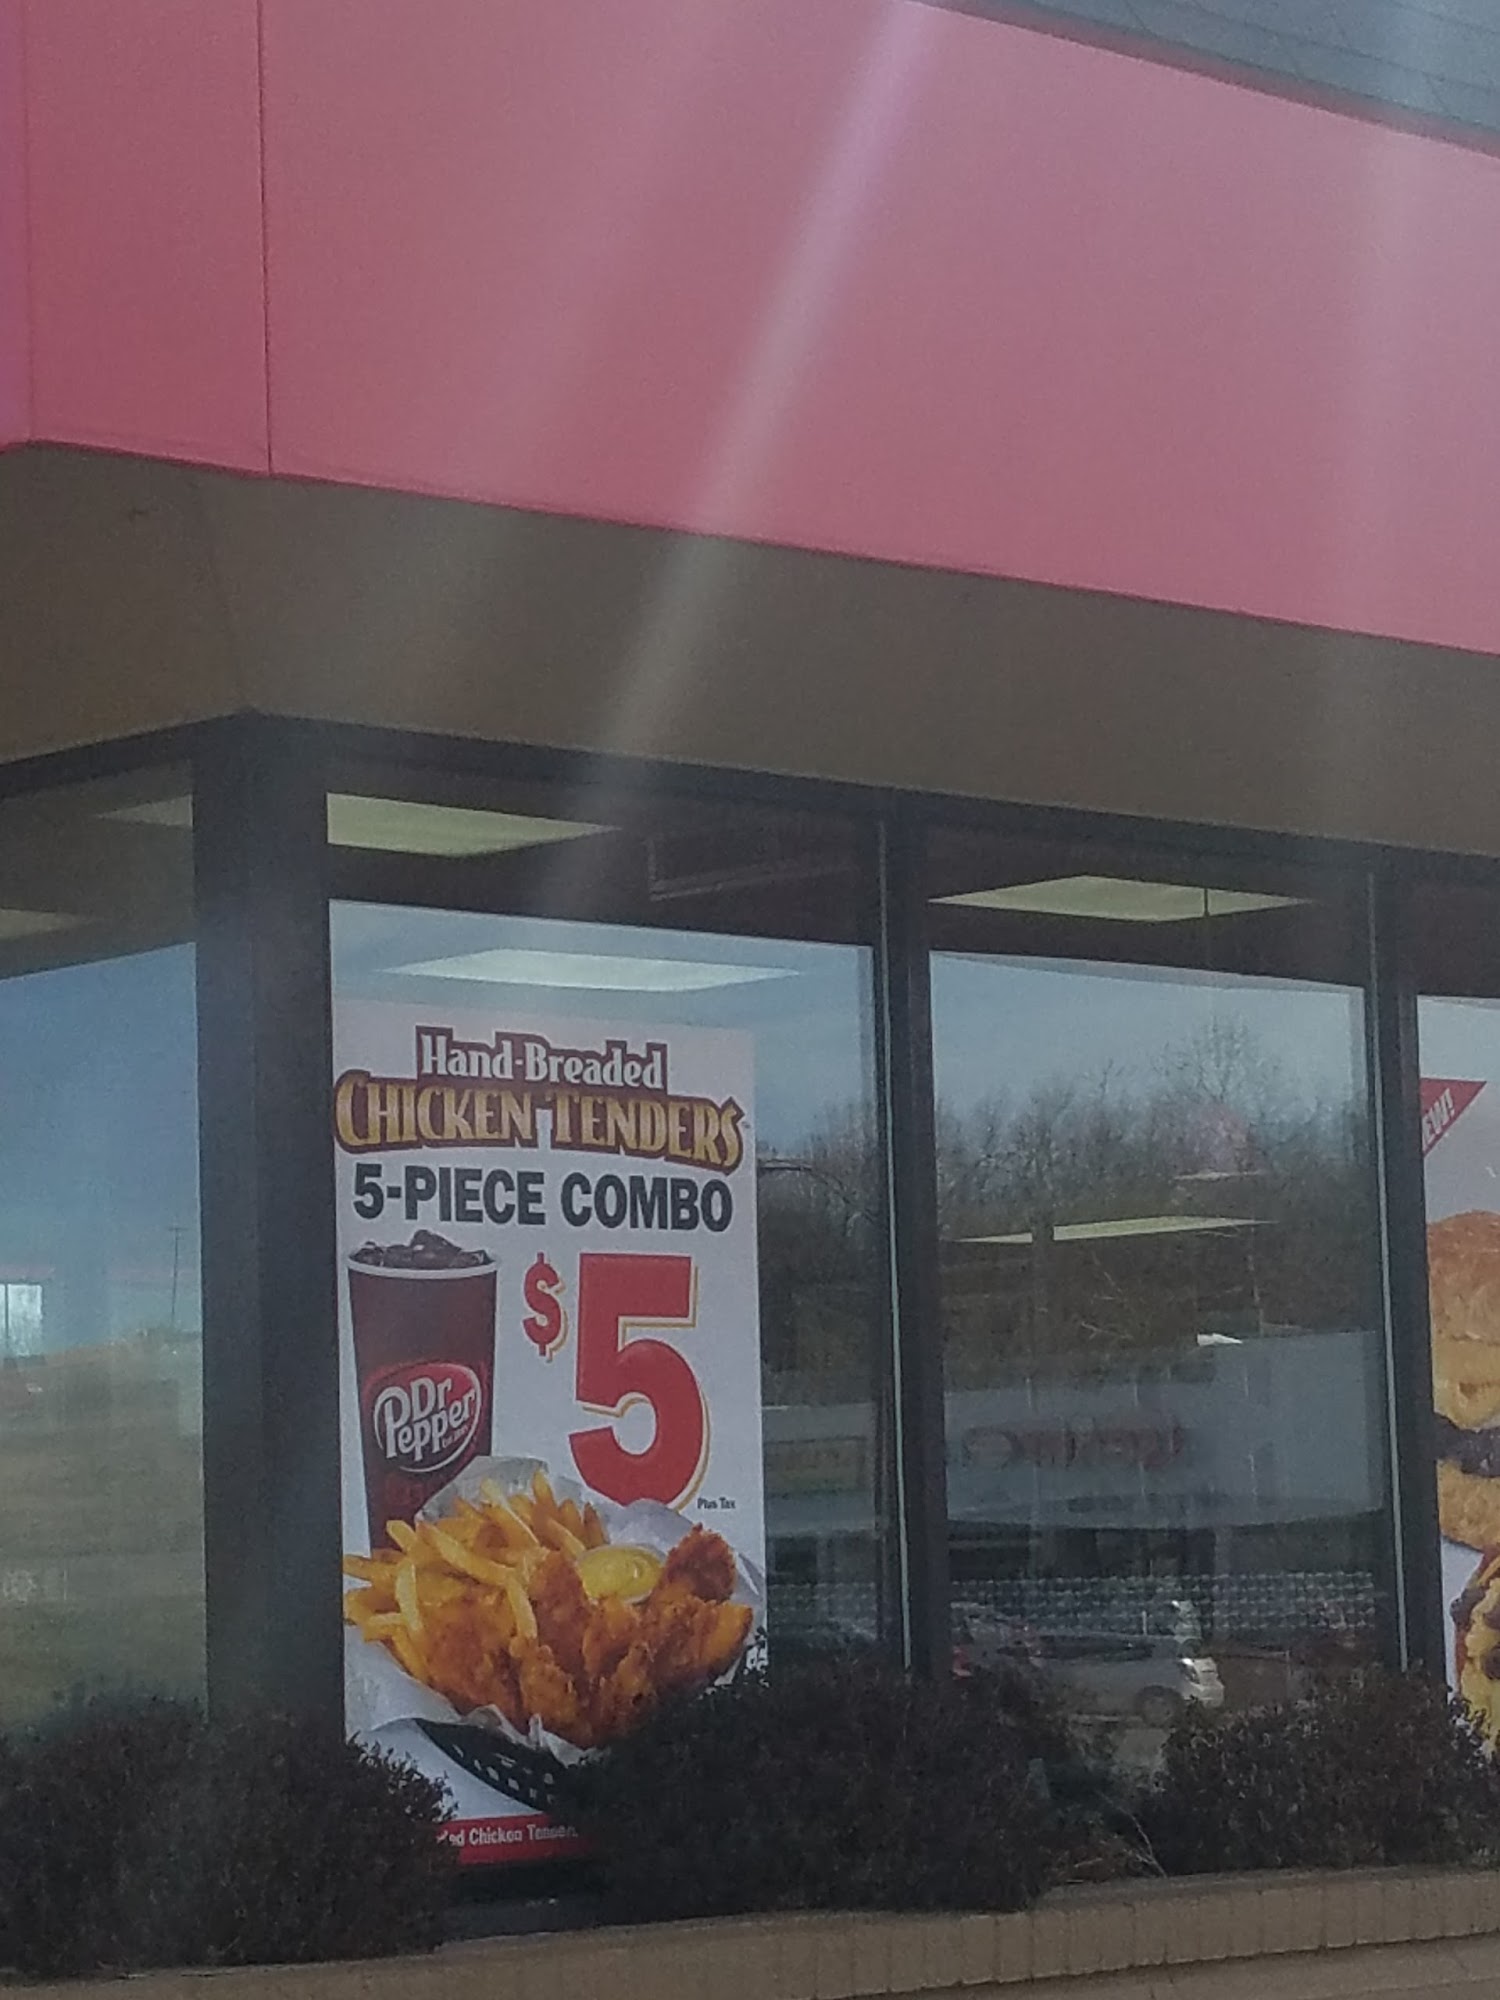 Hand-Breaded
CHICKEN TENDERS
5-PIECE COMBO
$5
Dr
Pepper
Plus Tax
Chicken Tenders